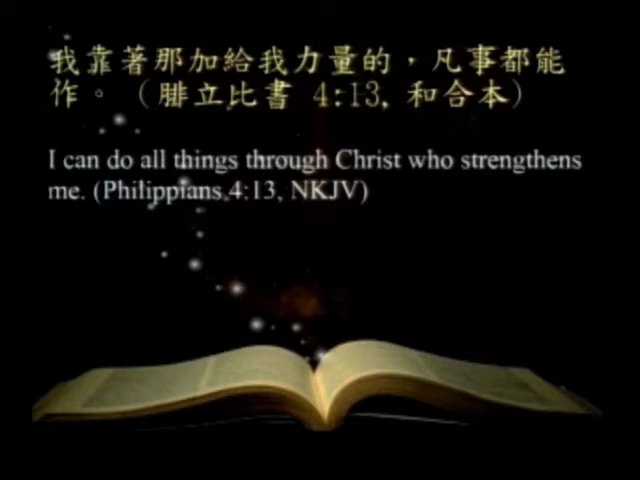 我靠著那加給我力量的，凡事都能
作。（腓立比書 4:13, 和合本）
I can do all things through Christ who strengthens
me. (Philippians 4:13, NKJV)